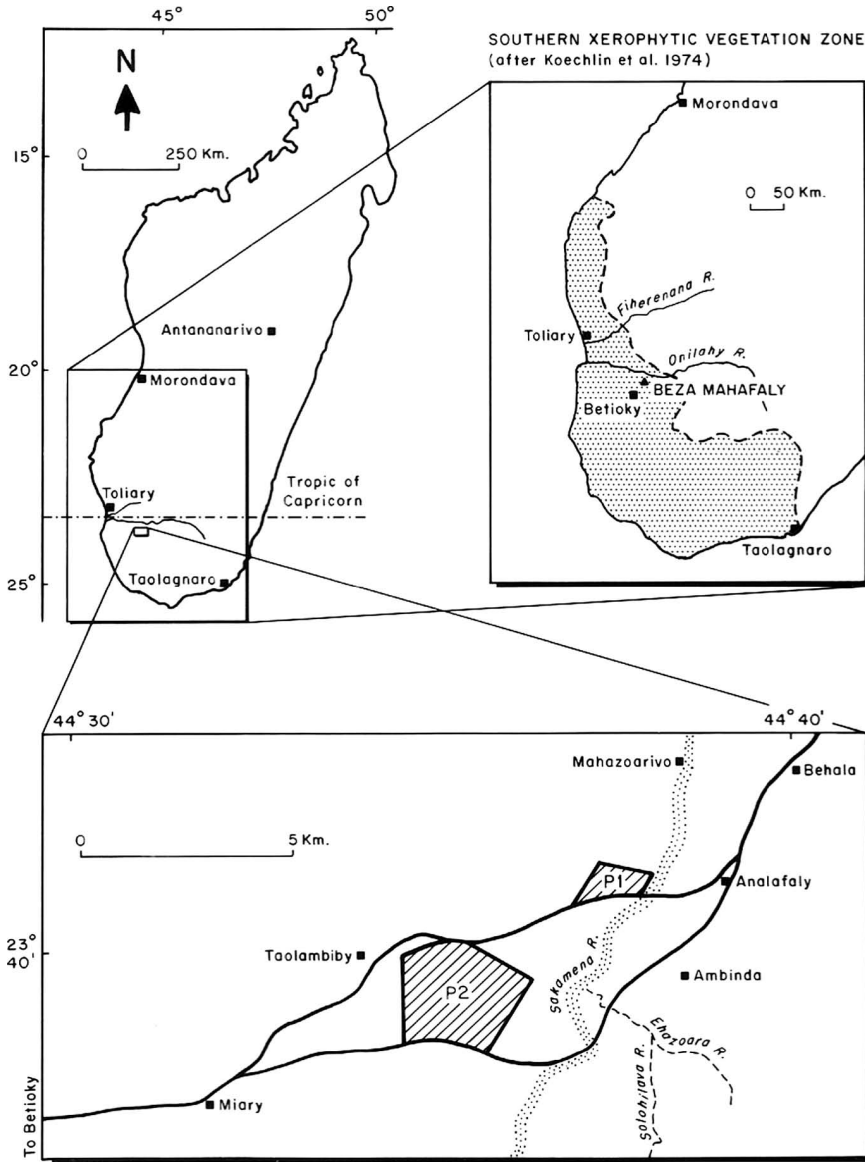 45°
50°
N
0 250 Km.
15°
20°
25°
Antananarivo
Morondava
Toliary
Tropic of
Capricorn
Taolagnaro
SOUTHERN XEROPHYTIC VEGETATION ZONE
(after Koechlin et al. 1974)
Morondava
0 50 Km.
Fiherenana R.
Toliary
Onilahy R.
BEZA MAHAFALY
Betioky
Taolagnaro
44° 30'
44° 40'
Mahazoarivo
Behala
0 5 Km.
P1
Analafaly
23°
40'
Taolambiby
Sakamena R.
Ambinda
P2
Ehazoara R.
Solohilava R.
To Betioky
Miary